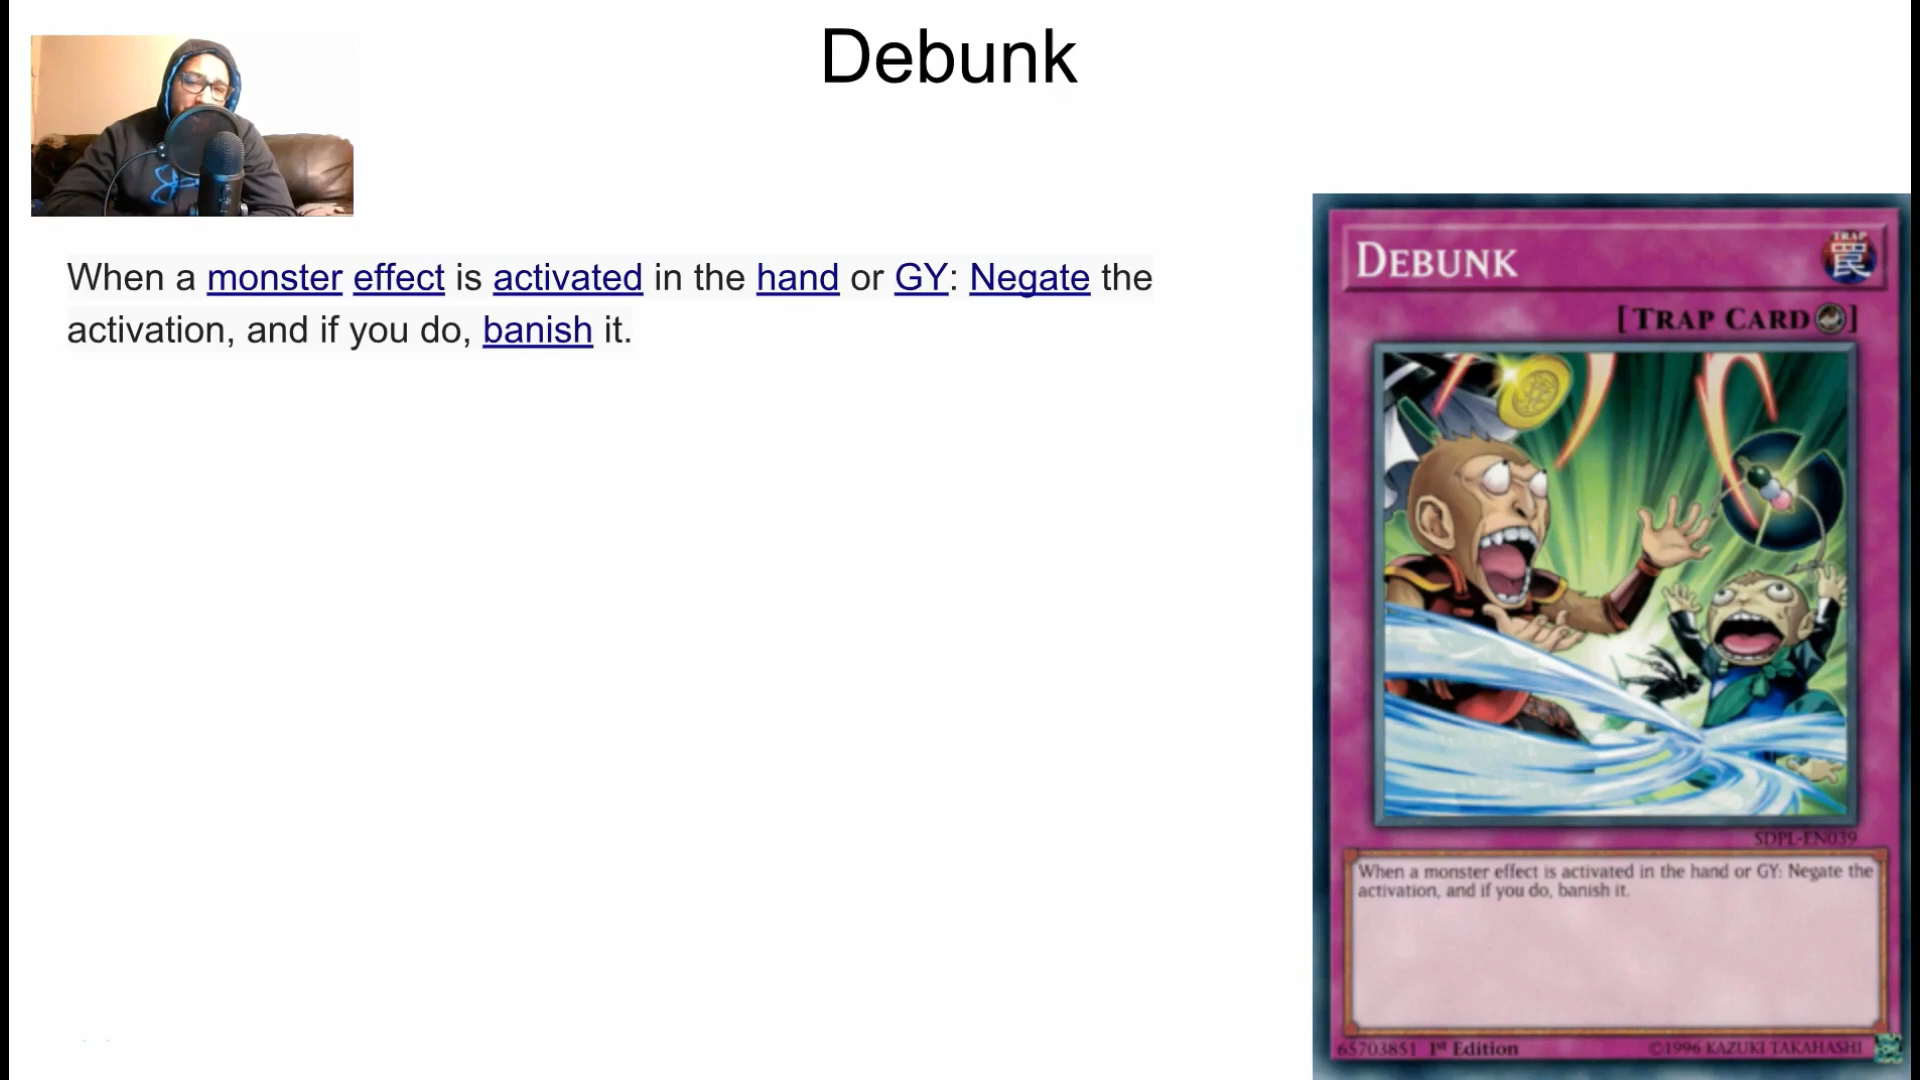 Debunk
When a monster effect is activated in the hand or GY: Negate the
activation, and if you do, banish it.
DEBUNK
TRAP
罠
[TRAP CARD]
SDPL-EN039
When a monster effect is activated in the hand or GY: Negate the
activation, and if you do, banish it.
65703851 1st Edition ©1996 KAZUKI TAKAHASHI